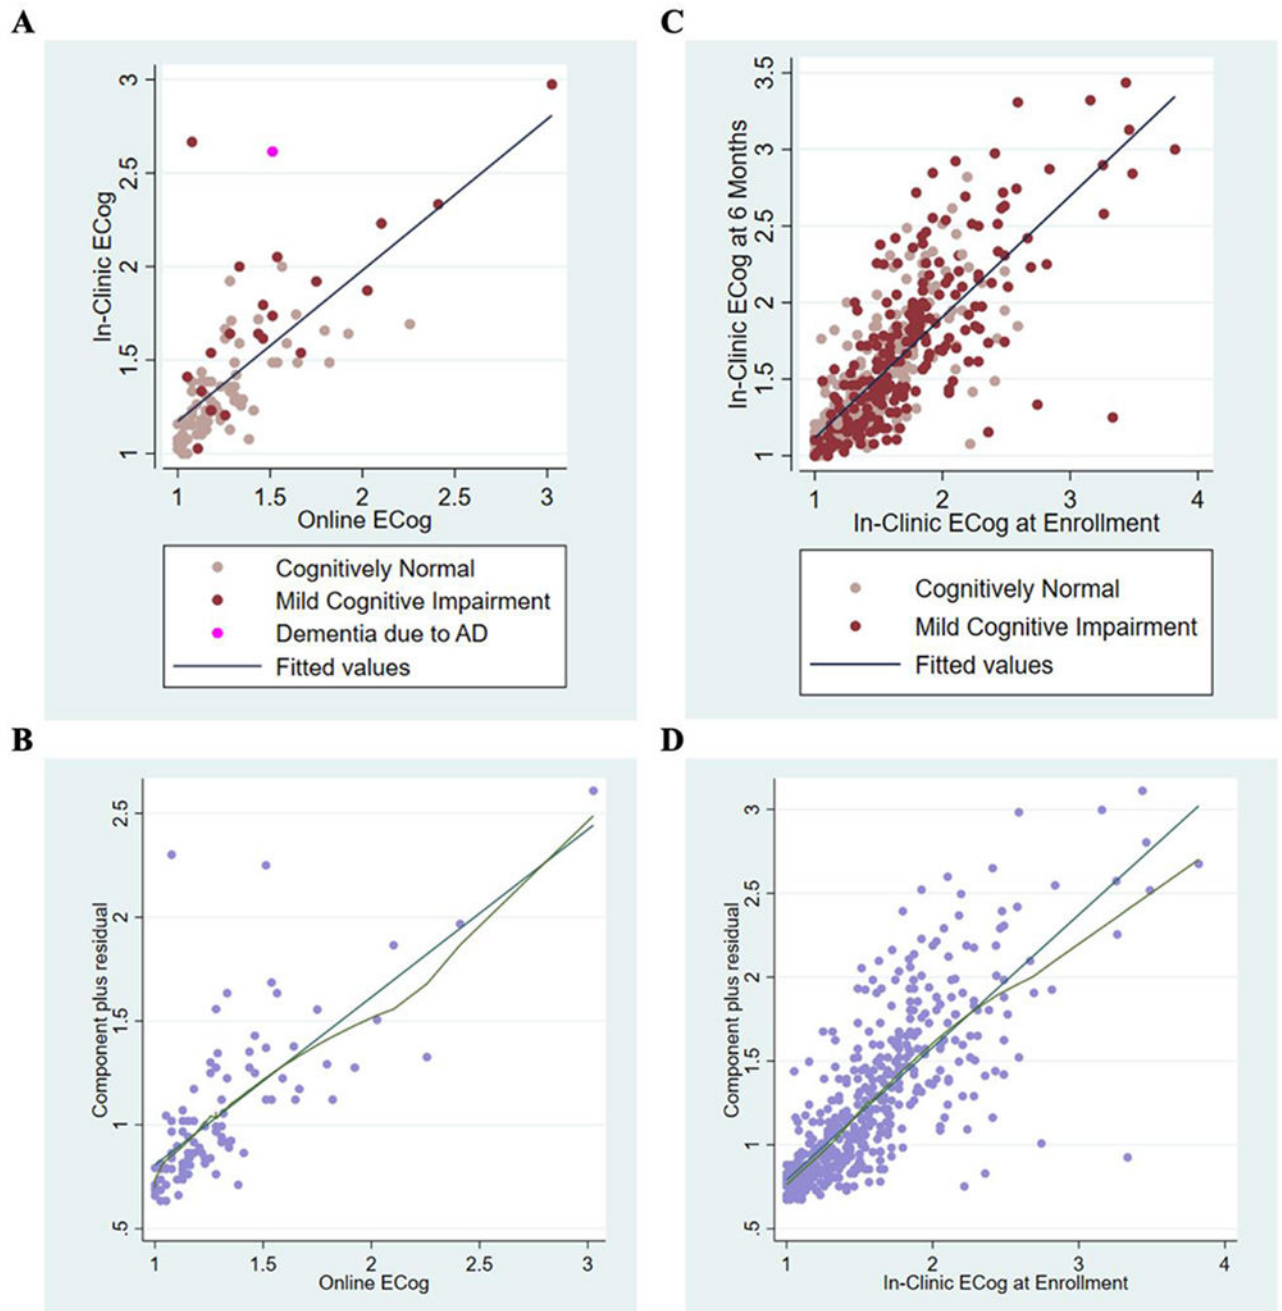 A
3
2.5
2
1.5
1
In-Clinic ECog
1
1.5
2
2.5
3
Online ECog
Cognitively Normal
Mild Cognitive Impairment
Dementia due to AD
Fitted values
C
3.5
3
2.5
2
1.5
1
In-Clinic ECog at 6 Months
1
2
3
4
In-Clinic ECog at Enrollment
Cognitively Normal
Mild Cognitive Impairment
Fitted values
B
2.5
2
1.5
1
.5
Component plus residual
1
1.5
2
2.5
3
Online ECog
D
3
2.5
2
1.5
1
.5
Component plus residual
1
2
3
4
In-Clinic ECog at Enrollment